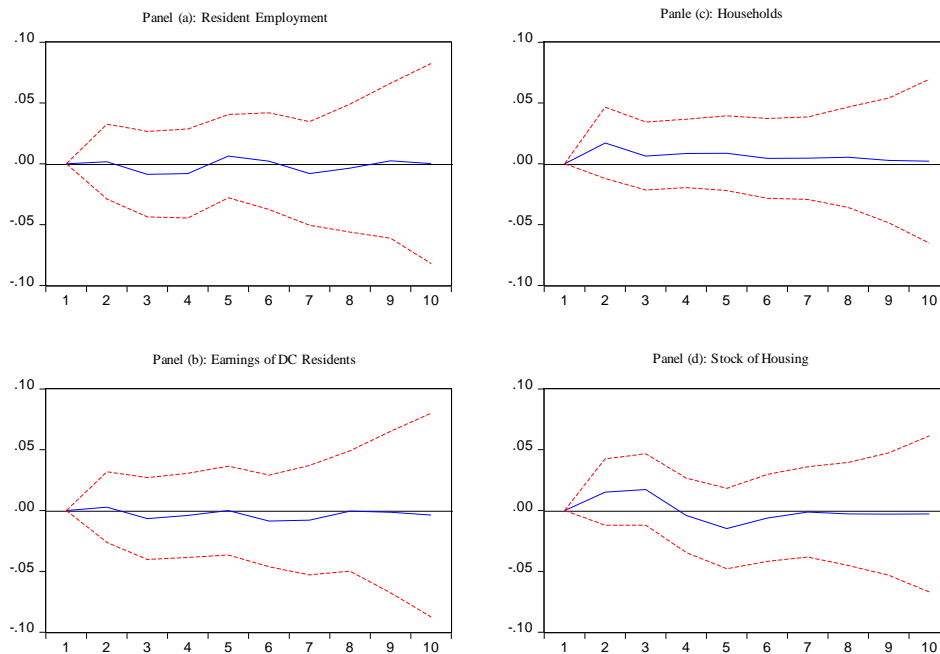 Panel (a): Resident Employment
.10
.05
.00
-.05
-.10
1 2 3 4 5 6 7 8 9 10
Panle (c): Households
.10
.05
.00
-.05
-.10
1 2 3 4 5 6 7 8 9 10
Panel (b): Earnings of DC Residents
.10
.05
.00
-.05
-.10
1 2 3 4 5 6 7 8 9 10
Panel (d): Stock of Housing
.10
.05
.00
-.05
-.10
1 2 3 4 5 6 7 8 9 10